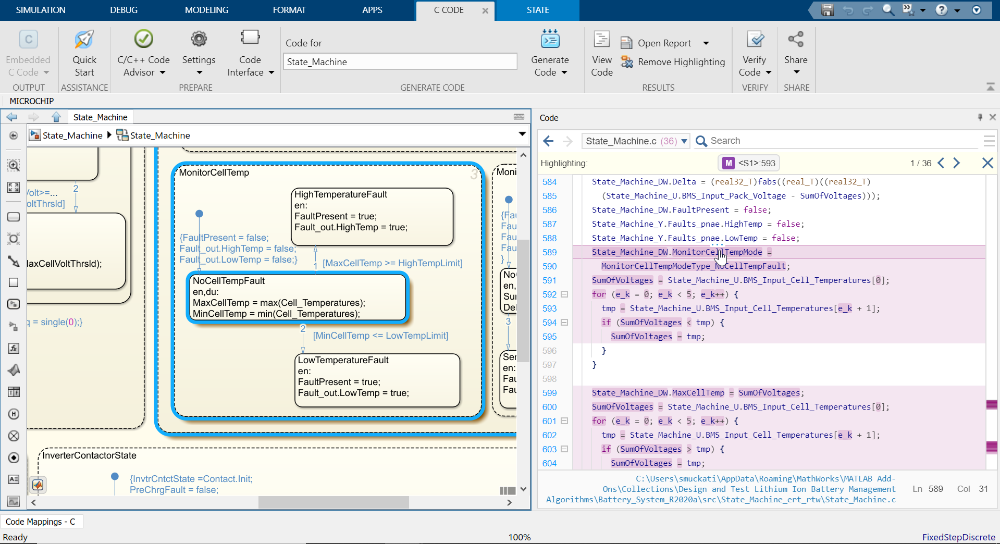 SIMULATION DEBUG MODELING FORMAT APPS C CODE STATE
Embedded C Code
Quick Start
C/C++ Code Advisor
Settings
Code Interface
Code for
State_Machine
Generate Code
View Code
Open Report
Remove Highlighting
Verify Code
Share
OUTPUT ASSISTANCE PREPARE GENERATE CODE RESULTS VERIFY SHARE
MICROCHIP
State_Machine
State_Machine State_Machine
2
/olt>=...
oltThrsld]
laxCellVoltThrsld);
q = single(0);}
MonitorCellTemp
3
HighTemperatureFault
en:
FaultPresent = true;
Fault_out.HighTemp = true;
{FaultPresent = false;
Fault_out.HighTemp = false;
Fault_out.LowTemp = false;}
1 [MaxCellTemp >= HighTempLimit]
NoCellTempFault
en,du:
MaxCellTemp = max(Cell_Temperatures);
MinCellTemp = min(Cell_Temperatures);
2 [MinCellTemp <= LowTempLimit]
LowTemperatureFault
en:
FaultPresent = true;
Fault_out.LowTemp = true;
Moni
{Fau
Fau
Fau
Fau
}
No
en,
Sur
Del
3
Ser
en:
Fau
Fau
InverterContactorState
{InvtrCntctState =Contact.Init;
PreChrgFault = false;
Code
State_Machine.c (36) Search
Highlighting: M <S1>:593 1 / 36
584 State_Machine_DW.Delta = (real32_T)fabs((real_T)((real32_T)
585 (State_Machine_U.BMS_Input_Pack_Voltage - SumOfVoltages)));
586 State_Machine_DW.FaultPresent = false;
587 State_Machine_Y.Faults_pnae.HighTemp = false;
588 State_Machine_Y.Faults_pnae.LowTemp = false;
589 State_Machine_DW.MonitorCellTempMode =
590 MonitorCellTempModeType_NoCellTempFault;
591 SumOfVoltages = State_Machine_U.BMS_Input_Cell_Temperatures[0];
592 for (e_k = 0; e_k < 5; e_k++) {
593 tmp = State_Machine_U.BMS_Input_Cell_Temperatures[e_k + 1];
594 if (SumOfVoltages < tmp) {
595 SumOfVoltages = tmp;
596 }
597 }
598
599 State_Machine_DW.MaxCellTemp = SumOfVoltages;
600 SumOfVoltages = State_Machine_U.BMS_Input_Cell_Temperatures[0];
601 for (e_k = 0; e_k < 5; e_k++) {
602 tmp = State_Machine_U.BMS_Input_Cell_Temperatures[e_k + 1];
603 if (SumOfVoltages > tmp) {
604 SumOfVoltages = tmp;
C:\Users\smuckati\AppData\Roaming\MathWorks\MATLAB Add-
Ons\Collections\Design and Test Lithium Ion Battery Management
Algorithms\Battery_System_R2020a\src\State_Machine_ert_rtw\State_Machine.c
Ln 589 Col 31
Code Mappings - C
Ready 100% FixedStepDiscrete